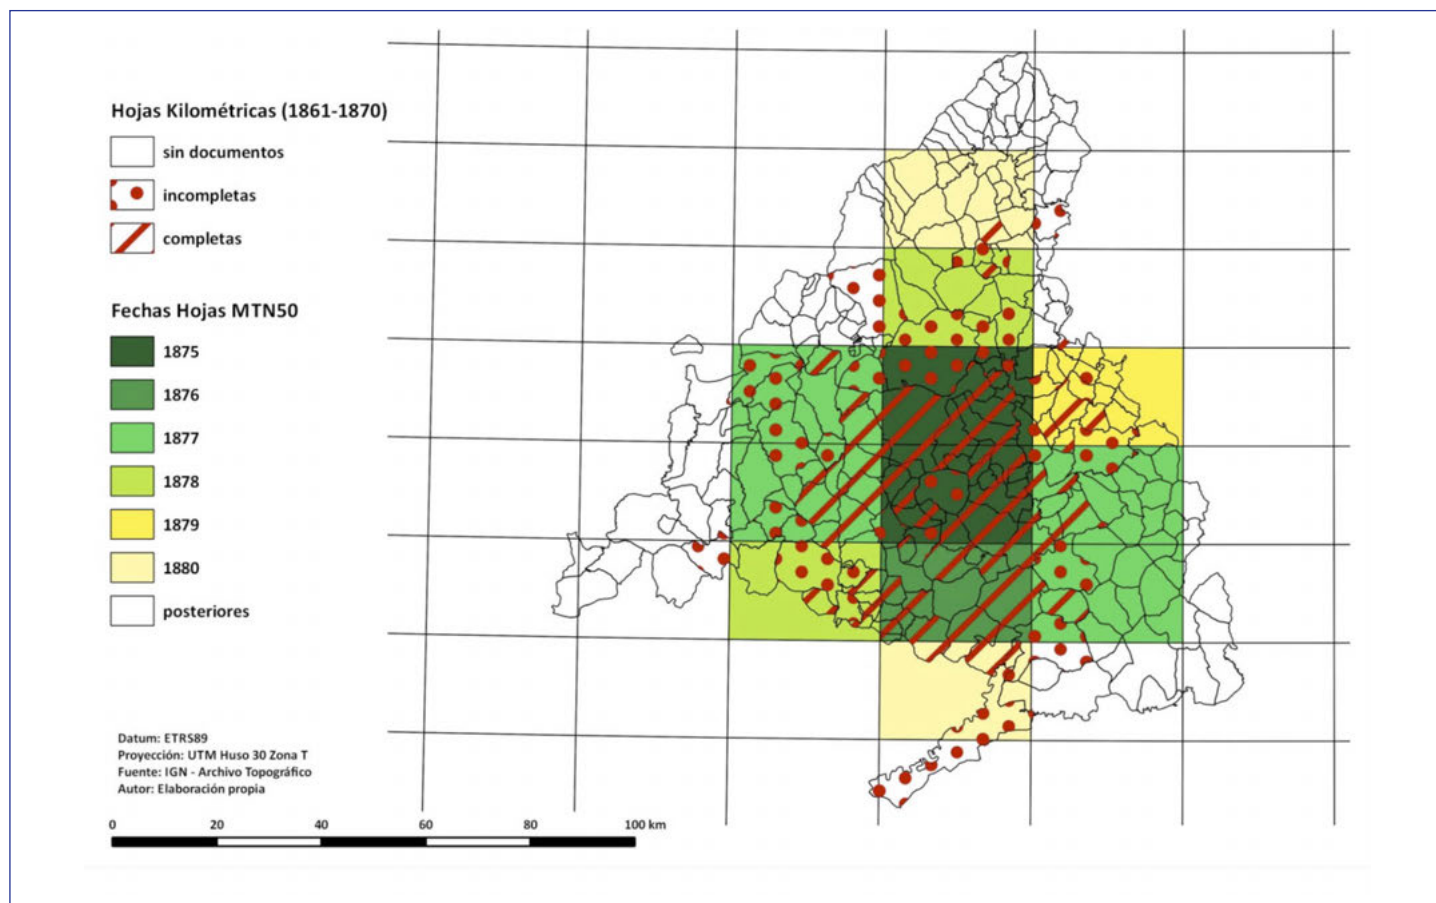 Hojas Kilométricas (1861-1870)
sin documentos
incompletas
completas
Fechas Hojas MTN50
1875
1876
1877
1878
1879
1880
posteriores
Datum: ETRS89
Proyección: UTM Huso 30 Zona T
Fuente: IGN - Archivo Topográfico
Autor: Elaboración propia
0 20 40 60 80 100 km